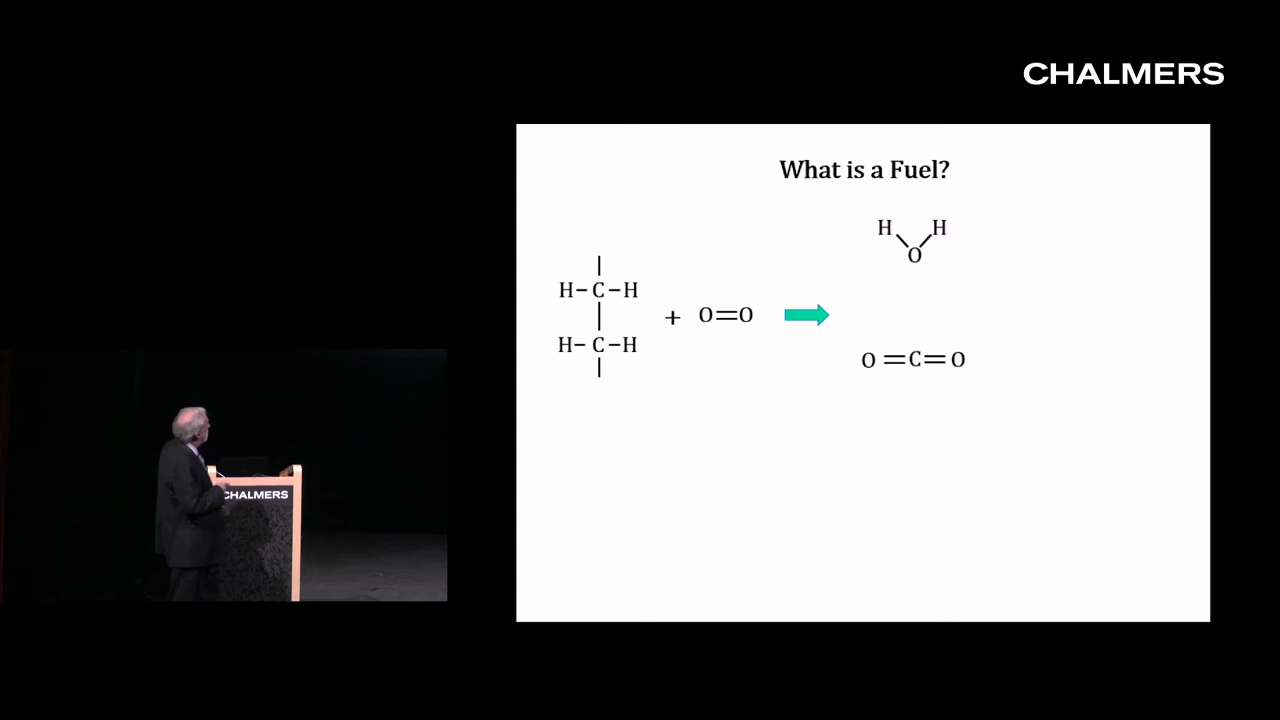 CHALMERS
What is a Fuel?
H H
O
H–C–H
+ O=O
H–C–H
O=C=O
CHALMERS